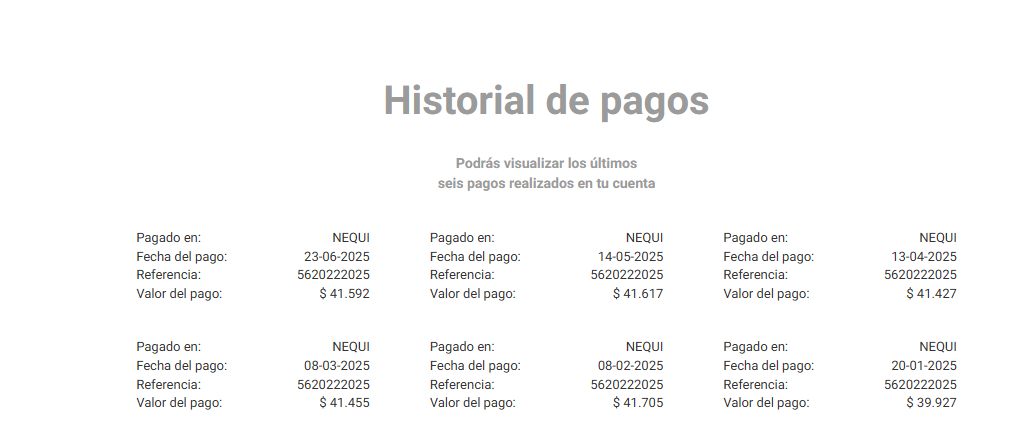 Historial de pagos
Podrás visualizar los últimos
seis pagos realizados en tu cuenta
Pagado en: NEQUI
Fecha del pago: 23-06-2025
Referencia: 5620222025
Valor del pago: $ 41.592
Pagado en: NEQUI
Fecha del pago: 14-05-2025
Referencia: 5620222025
Valor del pago: $ 41.617
Pagado en: NEQUI
Fecha del pago: 13-04-2025
Referencia: 5620222025
Valor del pago: $ 41.427
Pagado en: NEQUI
Fecha del pago: 08-03-2025
Referencia: 5620222025
Valor del pago: $ 41.455
Pagado en: NEQUI
Fecha del pago: 08-02-2025
Referencia: 5620222025
Valor del pago: $ 41.705
Pagado en: NEQUI
Fecha del pago: 20-01-2025
Referencia: 5620222025
Valor del pago: $ 39.927